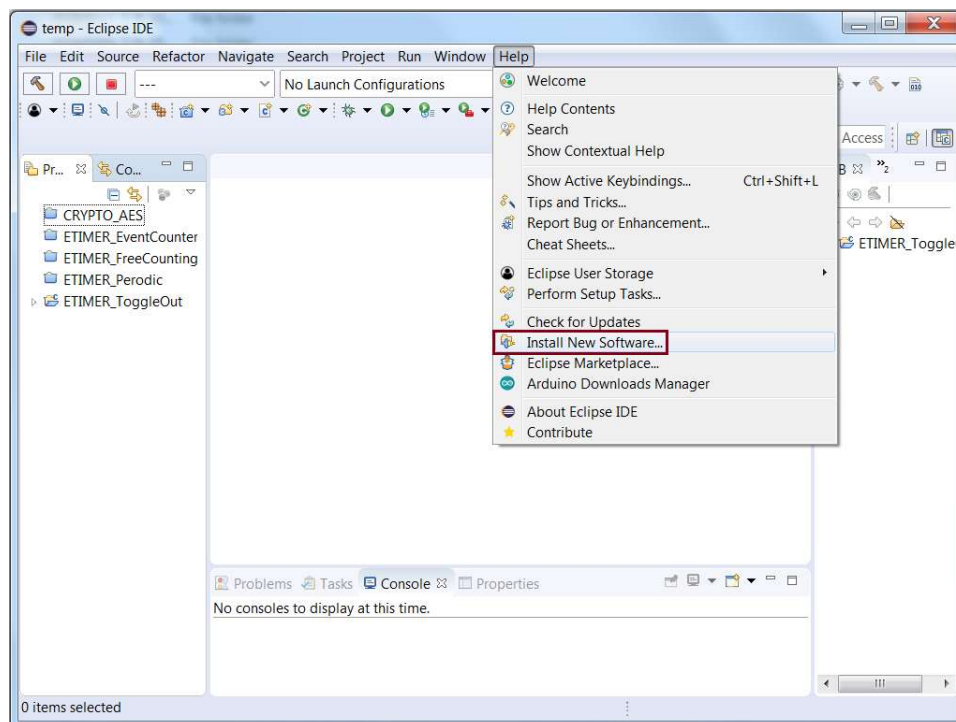 temp - Eclipse IDE
File Edit Source Refactor Navigate Search Project Run Window Help
--- No Launch Configurations
Access
Pr... Co...
B »2
CRYPTO_AES
ETIMER_EventCounter
ETIMER_FreeCounting
ETIMER_Perodic
ETIMER_ToggleOut
ETIMER_Toggle
Welcome
Help Contents
Search
Show Contextual Help
Show Active Keybindings... Ctrl+Shift+L
Tips and Tricks...
Report Bug or Enhancement...
Cheat Sheets...
Eclipse User Storage
Perform Setup Tasks...
Check for Updates
Install New Software...
Eclipse Marketplace...
Arduino Downloads Manager
About Eclipse IDE
Contribute
Problems Tasks Console Properties
No consoles to display at this time.
0 items selected